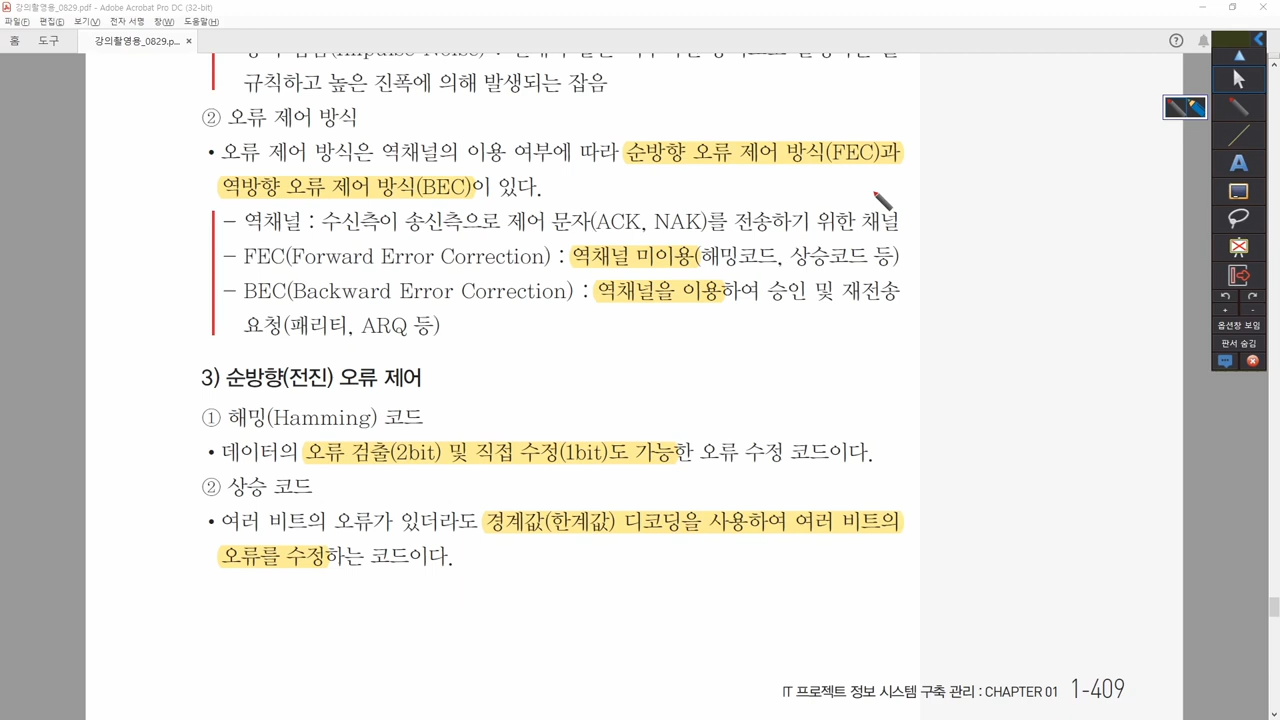 강의촬영용_0829.pdf - Adobe Acrobat Pro DC (32-bit)
파일(F) 편집(E) 보기(V) 전자 서명 창(W) 도움말(H)
홈 도구 강의촬영용_0829.p... ×
규칙하고 높은 진폭에 의해 발생되는 잡음
② 오류 제어 방식
• 오류 제어 방식은 역채널의 이용 여부에 따라 순방향 오류 제어 방식(FEC)과
역방향 오류 제어 방식(BEC)이 있다.
– 역채널 : 수신측이 송신측으로 제어 문자(ACK, NAK)를 전송하기 위한 채널
– FEC(Forward Error Correction) : 역채널 미이용(해밍코드, 상승코드 등)
– BEC(Backward Error Correction) : 역채널을 이용하여 승인 및 재전송
요청(패리티, ARQ 등)
3) 순방향(전진) 오류 제어
① 해밍(Hamming) 코드
• 데이터의 오류 검출(2bit) 및 직접 수정(1bit)도 가능한 오류 수정 코드이다.
② 상승 코드
• 여러 비트의 오류가 있더라도 경계값(한계값) 디코딩을 사용하여 여러 비트의
오류를 수정하는 코드이다.
IT 프로젝트 정보 시스템 구축 관리 : CHAPTER 01 1-409
A
옵션창 보임
판서 숨김